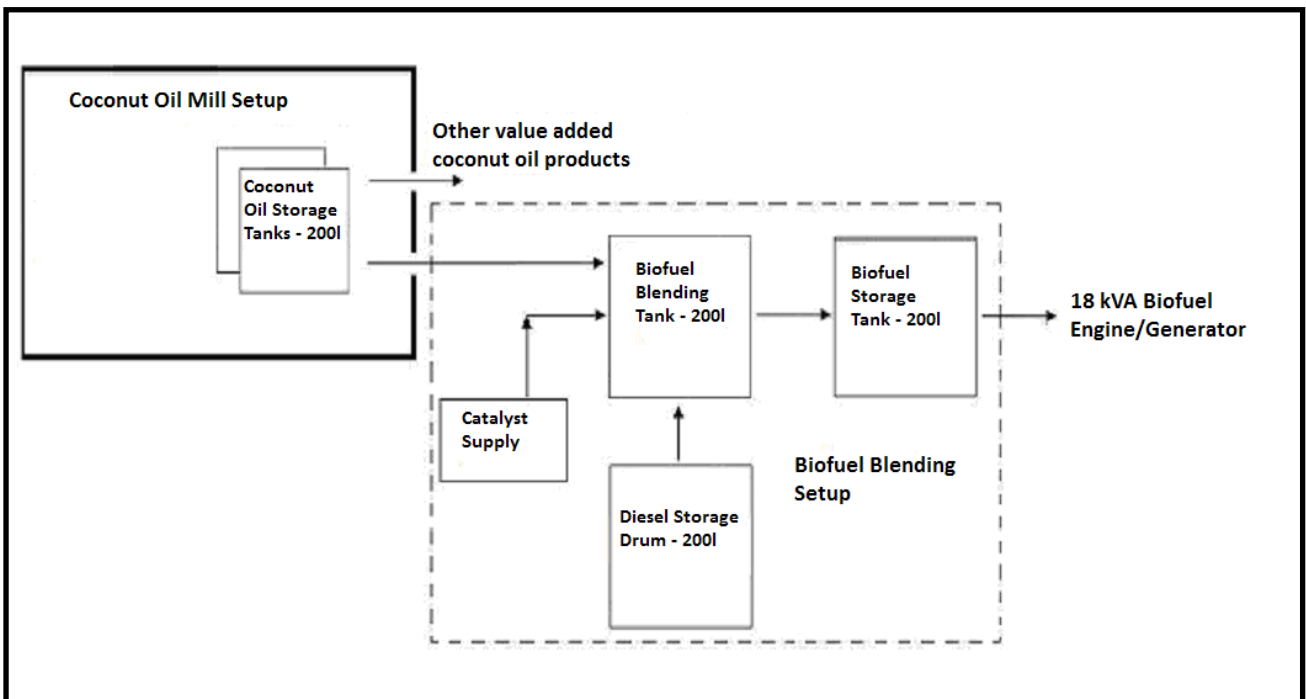 Coconut Oil Mill Setup
Other value added
coconut oil products
Coconut
Oil Storage
Tanks - 200l
Biofuel
Blending
Tank - 200l
Biofuel
Storage
Tank - 200l
18 kVA Biofuel
Engine/Generator
Catalyst
Supply
Biofuel Blending
Setup
Diesel Storage
Drum - 200l